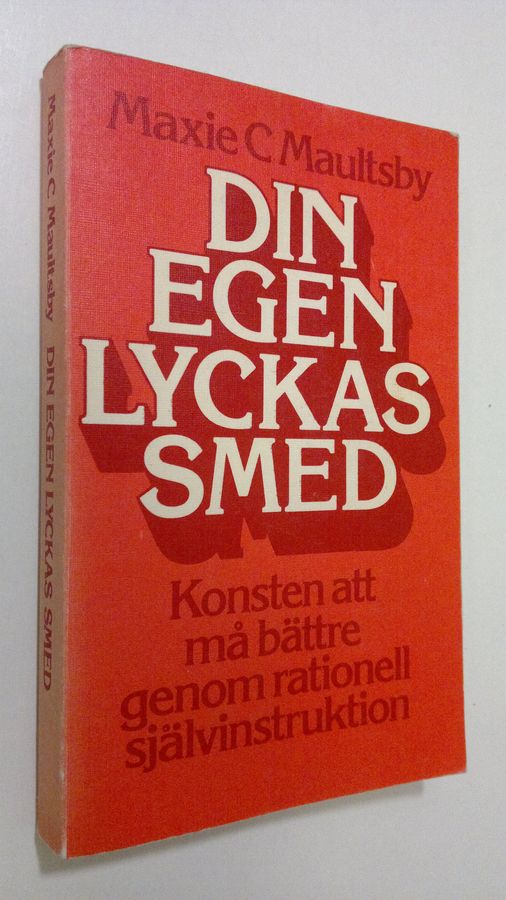 Maxie C Maultsby
DIN
EGEN
LYCKAS
SMED
Konsten att
må bättre
genom rationell
självinstruktion
Maxie C Maultsby DIN EGEN LYCKAS SMED